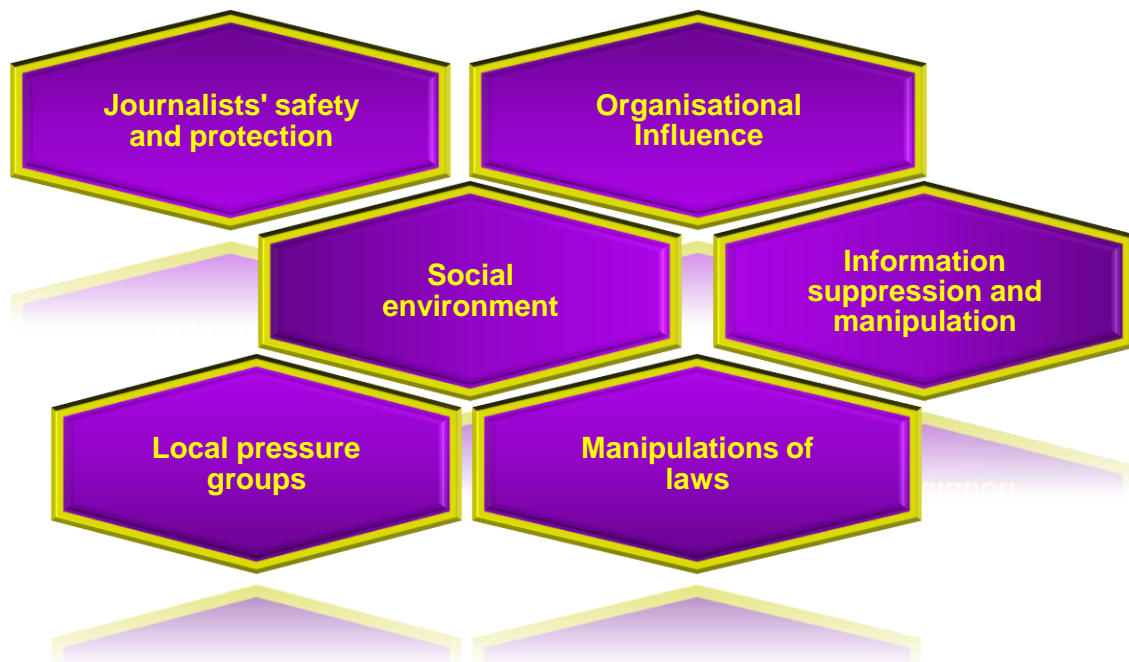 Journalists' safety
and protection
Organisational
Influence
Social
environment
Information
suppression and
manipulation
Local pressure
groups
Manipulations of
laws